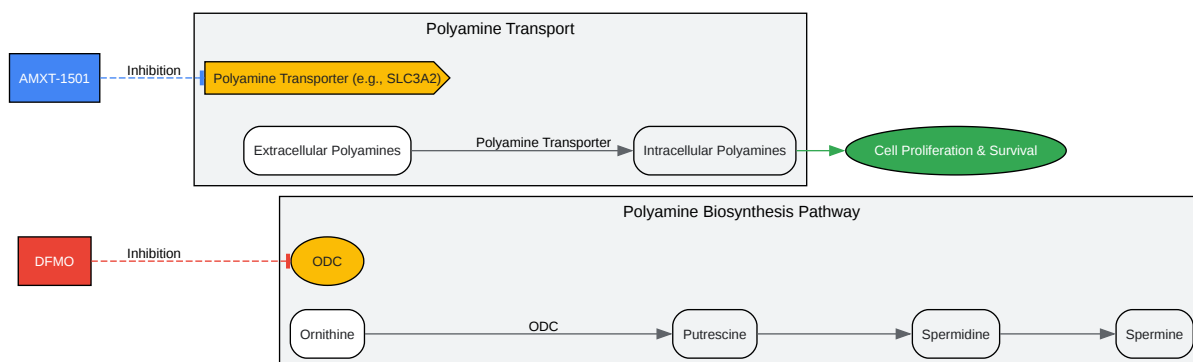 Polyamine Transport
AMXT-1501
Inhibition
Polyamine Transporter (e.g., SLC3A2)
Extracellular Polyamines
Polyamine Transporter
Intracellular Polyamines
Cell Proliferation & Survival
Polyamine Biosynthesis Pathway
DFMO
Inhibition
ODC
Ornithine
ODC
Putrescine
Spermidine
Spermine